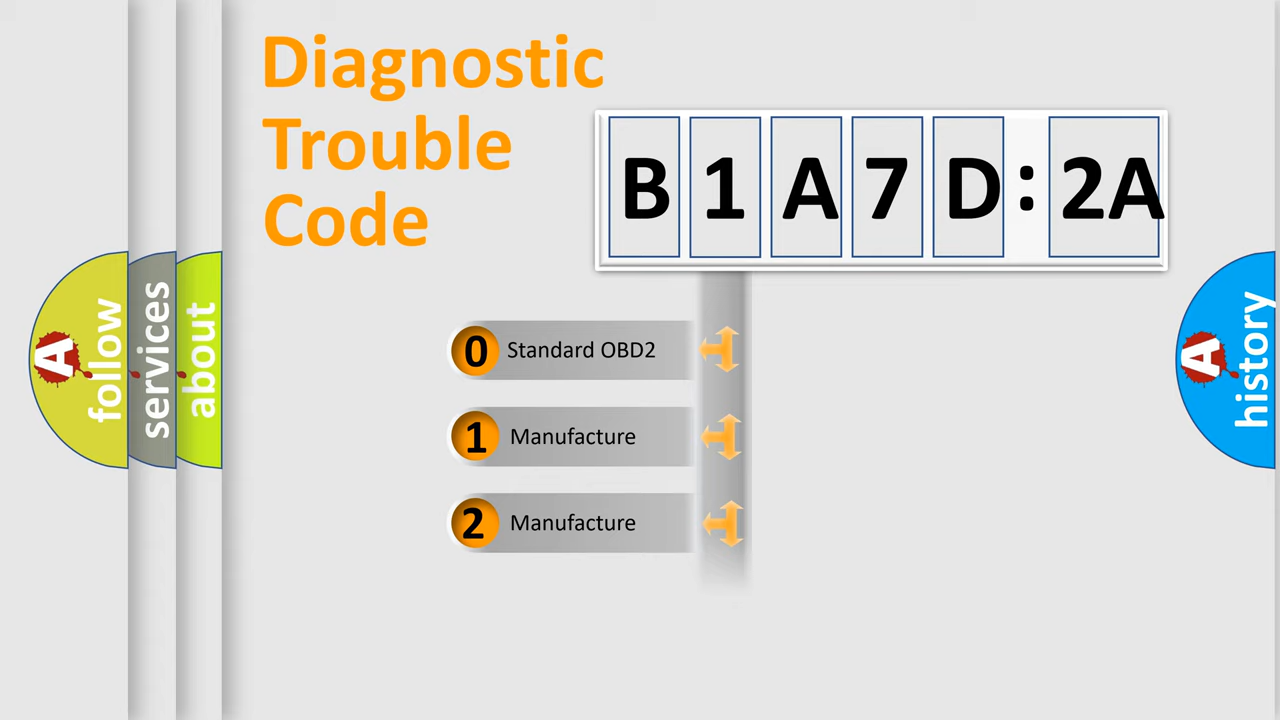 Diagnostic
Trouble
Code
B 1 A 7 D : 2A
0 Standard OBD2
1 Manufacture
2 Manufacture
A follow
services
about
A history